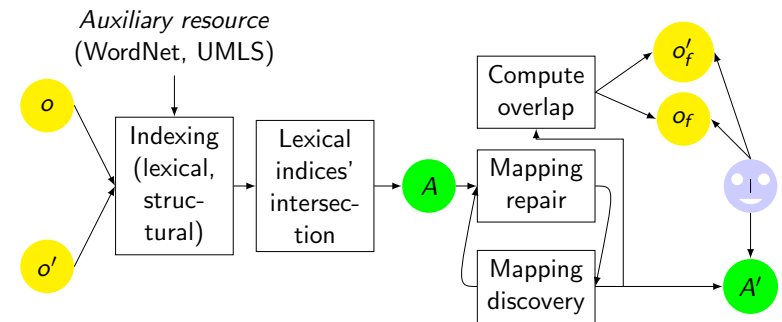 Auxiliary resource
(WordNet, UMLS)
o
o′
Indexing
(lexical,
struc-
tural)
Lexical
indices’
intersec-
tion
A
Compute
overlap
Mapping
repair
Mapping
discovery
o′f
of
A′